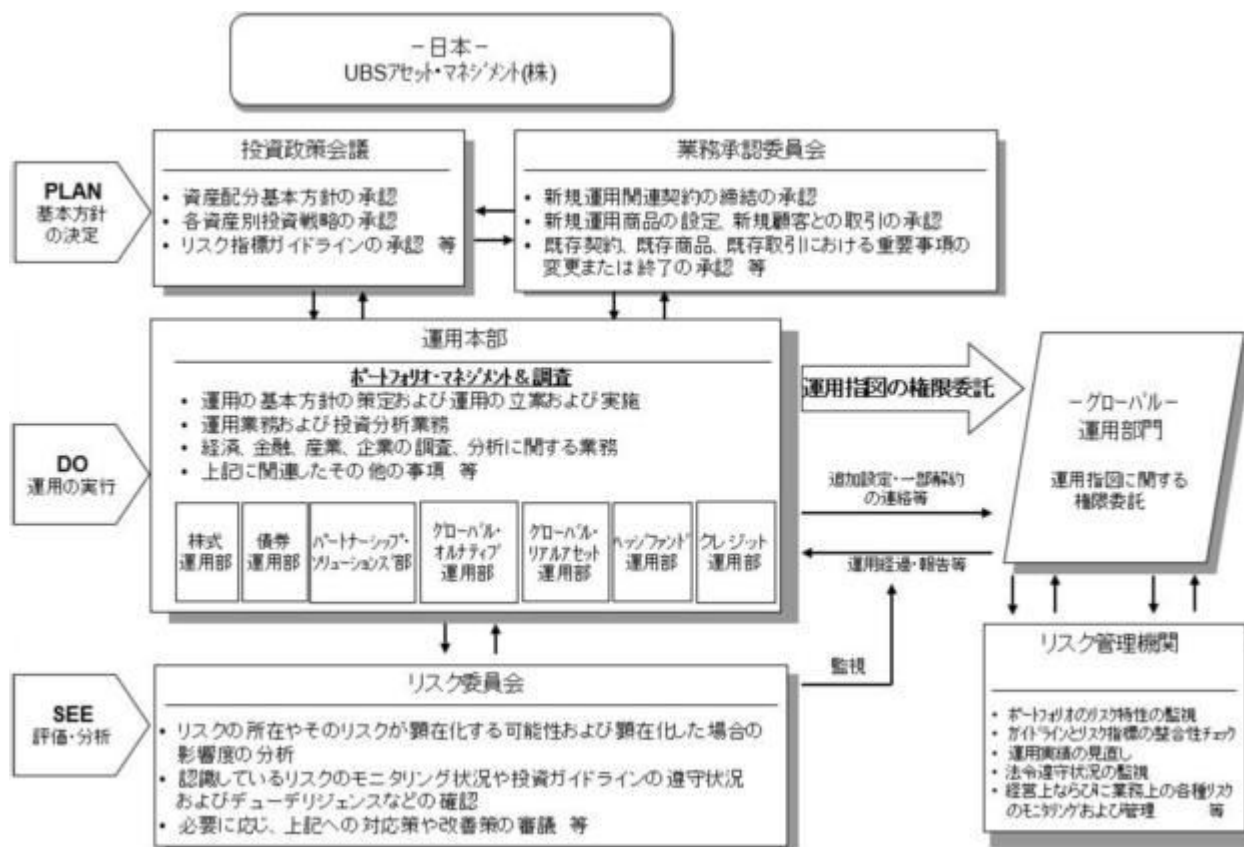 －日本－
UBSアセット・マネジメント(株)
PLAN
基本方針
の決定
投資政策会議
・ 資産配分基本方針の承認
・ 各資産別投資戦略の承認
・ リスク指標ガイドラインの承認　等
業務承認委員会
・ 新規運用関連契約の締結の承認
・ 新規運用商品の設定、新規顧客との取引の承認
・ 既存契約、既存商品、既存取引における重要事項の
変更または終了の承認　等
DO
運用の実行
運用本部
ポートフォリオ・マネジメント＆調査
・ 運用の基本方針の策定および運用の立案および実施
・ 運用業務および投資分析業務
・ 経済、金融、産業、企業の調査、分析に関する業務
・ 上記に関連したその他の事項　等
株式
運用部
債券
運用部
パートナーシップ・
ソリューションズ部
グローバル・
オルナティブ
運用部
グローバル・
リアルアセット
運用部
ヘッジファンド
運用部
クレジット
運用部
運用指図の権限委託
追加設定・一部解約
の連絡等
運用経過・報告等
－グローバル－
運用部門
運用指図に関する
権限委託
SEE
評価・分析
リスク委員会
・ リスクの所在やそのリスクが顕在化する可能性および顕在化した場合の
影響度の分析
・ 認識しているリスクのモニタリング状況や投資ガイドラインの遵守状況
およびデューデリジェンスなどの確認
・ 必要に応じ、上記への対応策や改善策の審議　等
監視
リスク管理機関
・ ポートフォリオのリスク特性の監視
・ ガイドラインとリスク指標の整合性チェック
・ 運用実績の見直し
・ 法令遵守状況の監視
・ 経営上ならびに業務上の各種リスク
のモニタリングおよび管理　等